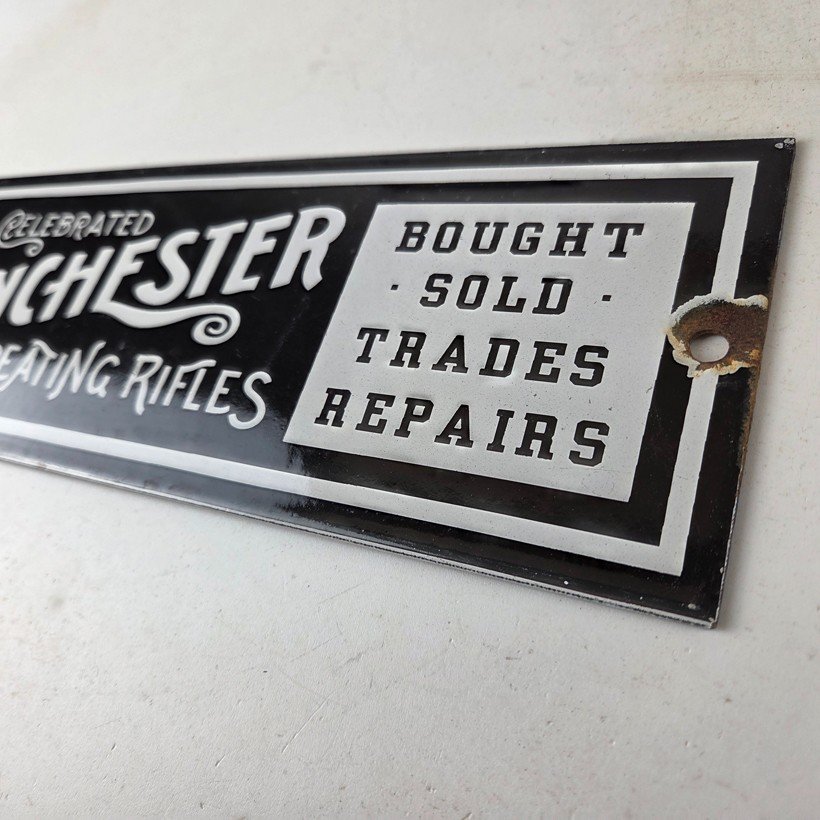 CELEBRATED
NCHESTER
EATING RIFLES
BOUGHT
· SOLD ·
TRADES
REPAIRS